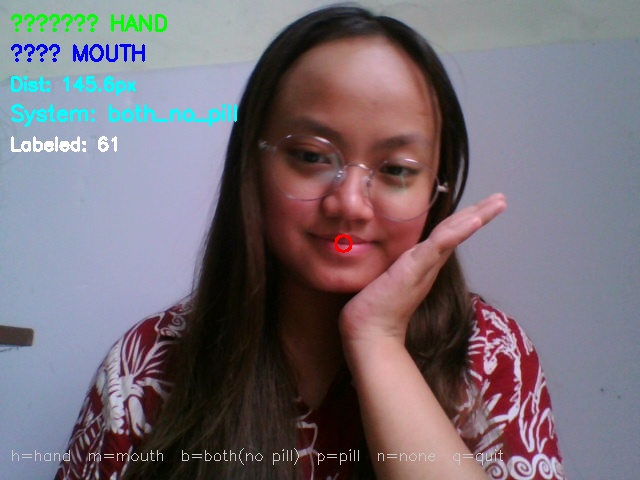 ??????? HAND
???? MOUTH
Dist: 145.6px
System: both_no_pill
Labeled: 61
h=hand m=mouth b=both(no pill) p=pill n=none q=quit